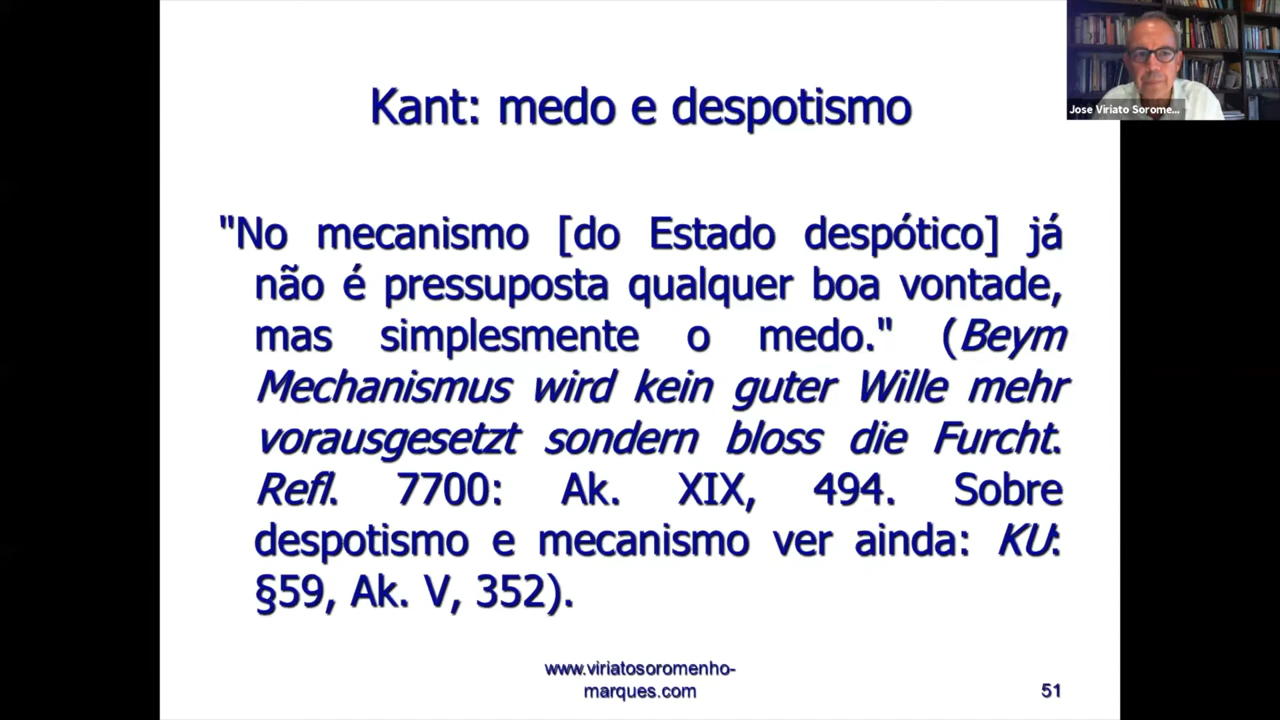 Kant: medo e despotismo
Jose Viriato Sorome...
"No mecanismo [do Estado despótico] já
não é pressuposta qualquer boa vontade,
mas simplesmente o medo." (Beym
Mechanismus wird kein guter Wille mehr
vorausgesetzt sondern bloss die Furcht.
Refl. 7700: Ak. XIX, 494. Sobre
despotismo e mecanismo ver ainda: KU:
§59, Ak. V, 352).
www.viriatosoromenho-
marques.com
51